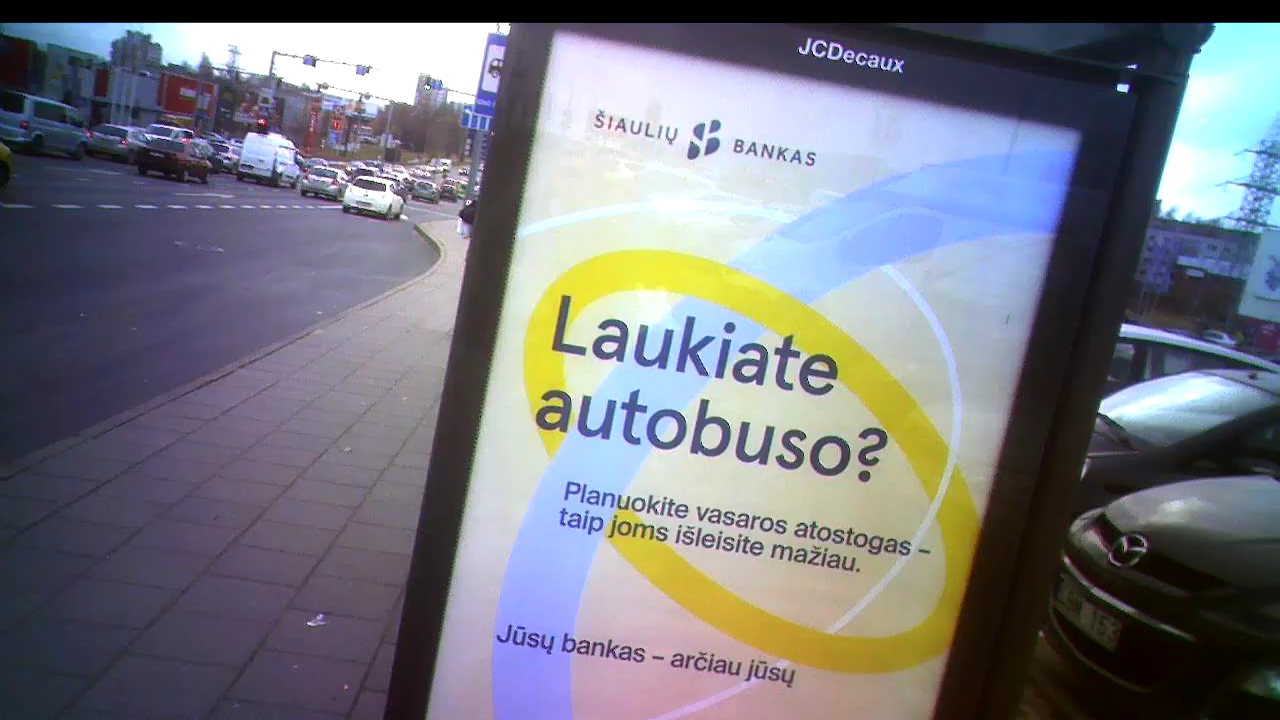 JCDecaux
ŠIAULIŲ BANKAS
Laukiate
autobuso?
Planuokite vasaros atostogas –
taip joms išleisite mažiau.
Jūsų bankas – arčiau jūsų